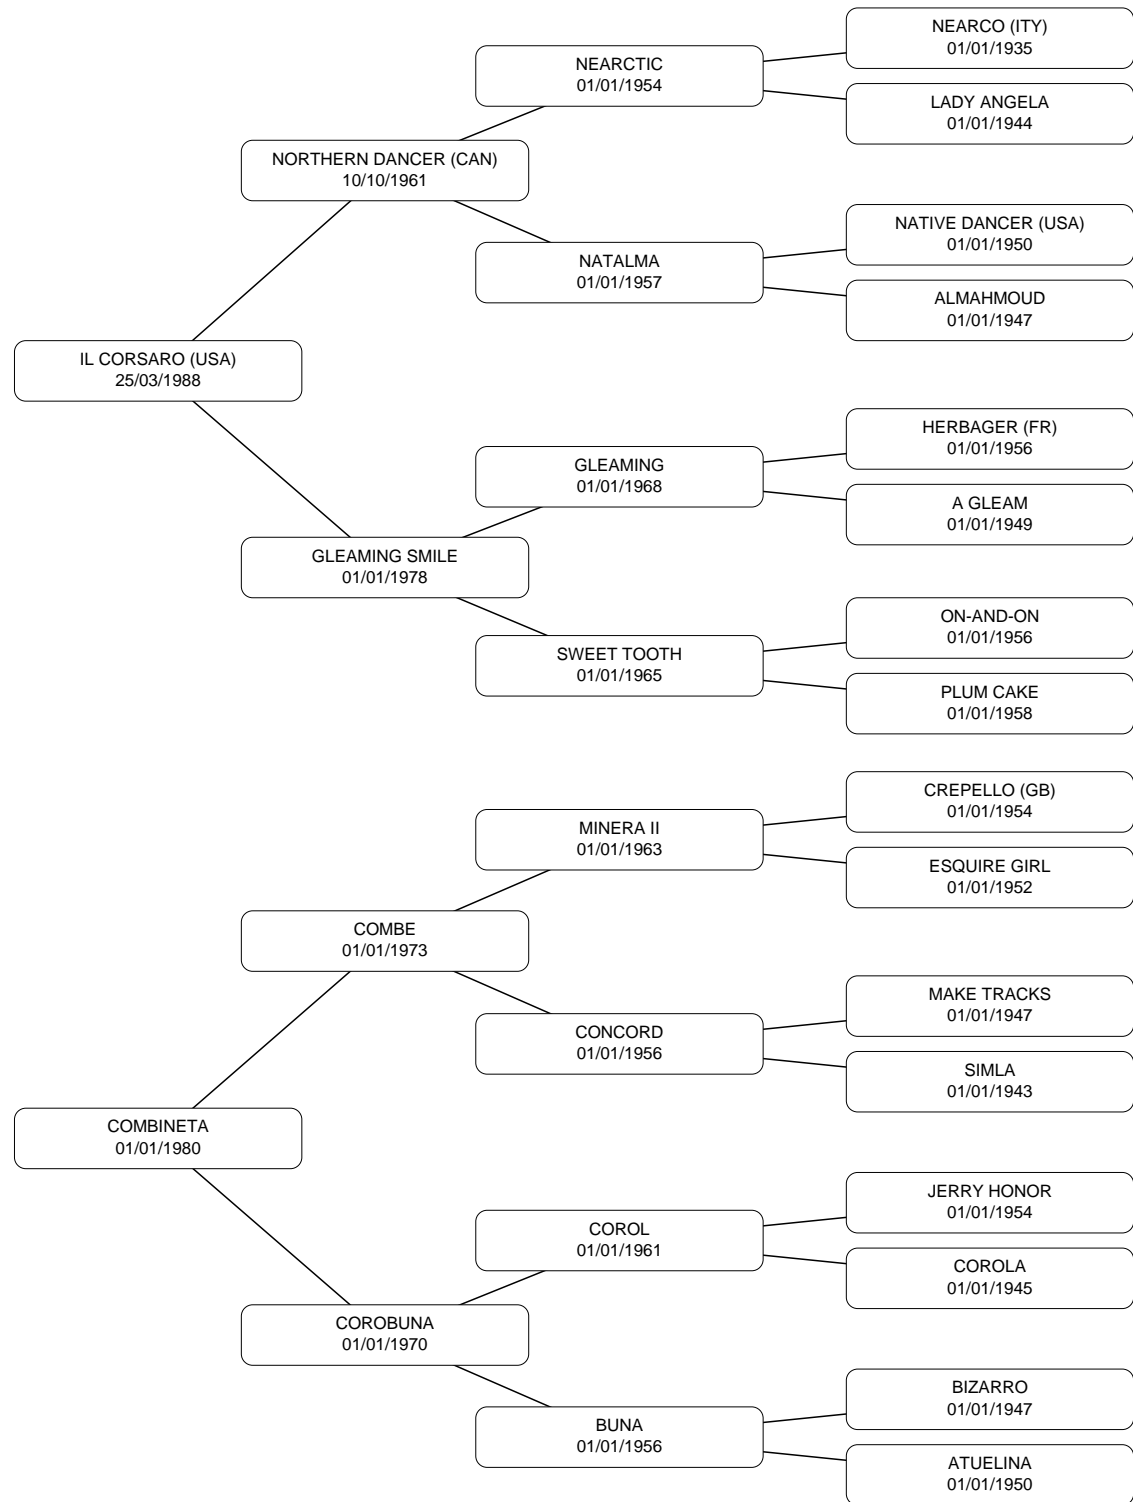 NEARCO (ITY)
01/01/1935
NEARCTIC
01/01/1954
LADY ANGELA
01/01/1944
NORTHERN DANCER (CAN)
10/10/1961
NATIVE DANCER (USA)
01/01/1950
NATALMA
01/01/1957
ALMAHMOUD
01/01/1947
IL CORSARO (USA)
25/03/1988
HERBAGER (FR)
01/01/1956
GLEAMING
01/01/1968
A GLEAM
01/01/1949
GLEAMING SMILE
01/01/1978
ON-AND-ON
01/01/1956
SWEET TOOTH
01/01/1965
PLUM CAKE
01/01/1958
CREPELLO (GB)
01/01/1954
MINERA II
01/01/1963
ESQUIRE GIRL
01/01/1952
COMBE
01/01/1973
MAKE TRACKS
01/01/1947
CONCORD
01/01/1956
SIMLA
01/01/1943
COMBINETA
01/01/1980
JERRY HONOR
01/01/1954
COROL
01/01/1961
COROLA
01/01/1945
COROBUNA
01/01/1970
BIZARRO
01/01/1947
BUNA
01/01/1956
ATUELINA
01/01/1950